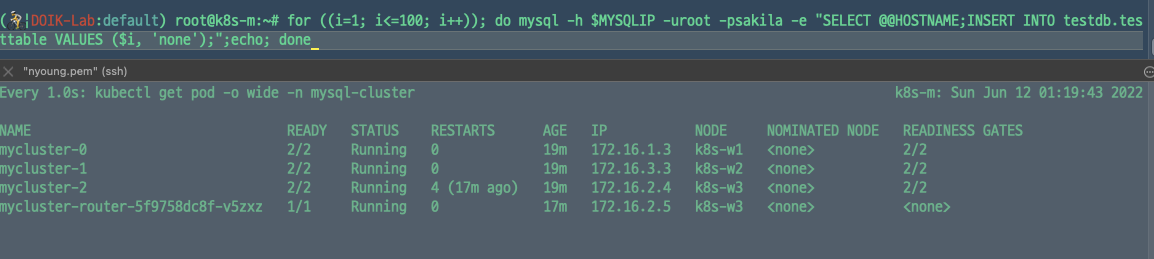 (🏃|DOIK-Lab:default) root@k8s-m:~# for ((i=1; i<=100; i++)); do mysql -h $MYSQLIP -uroot -psakila -e "SELECT @@HOSTNAME;INSERT INTO testdb.tes
ttable VALUES ($i, 'none');";echo; done
"nyoung.pem" (ssh)
Every 1.0s: kubectl get pod -o wide -n mysql-cluster k8s-m: Sun Jun 12 01:19:43 2022
NAME READY STATUS RESTARTS AGE IP NODE NOMINATED NODE READINESS GATES
mycluster-0 2/2 Running 0 19m 172.16.1.3 k8s-w1 <none> 2/2
mycluster-1 2/2 Running 0 19m 172.16.3.3 k8s-w2 <none> 2/2
mycluster-2 2/2 Running 4 (17m ago) 19m 172.16.2.4 k8s-w3 <none> 2/2
mycluster-router-5f9758dc8f-v5zxz 1/1 Running 0 17m 172.16.2.5 k8s-w3 <none> <none>